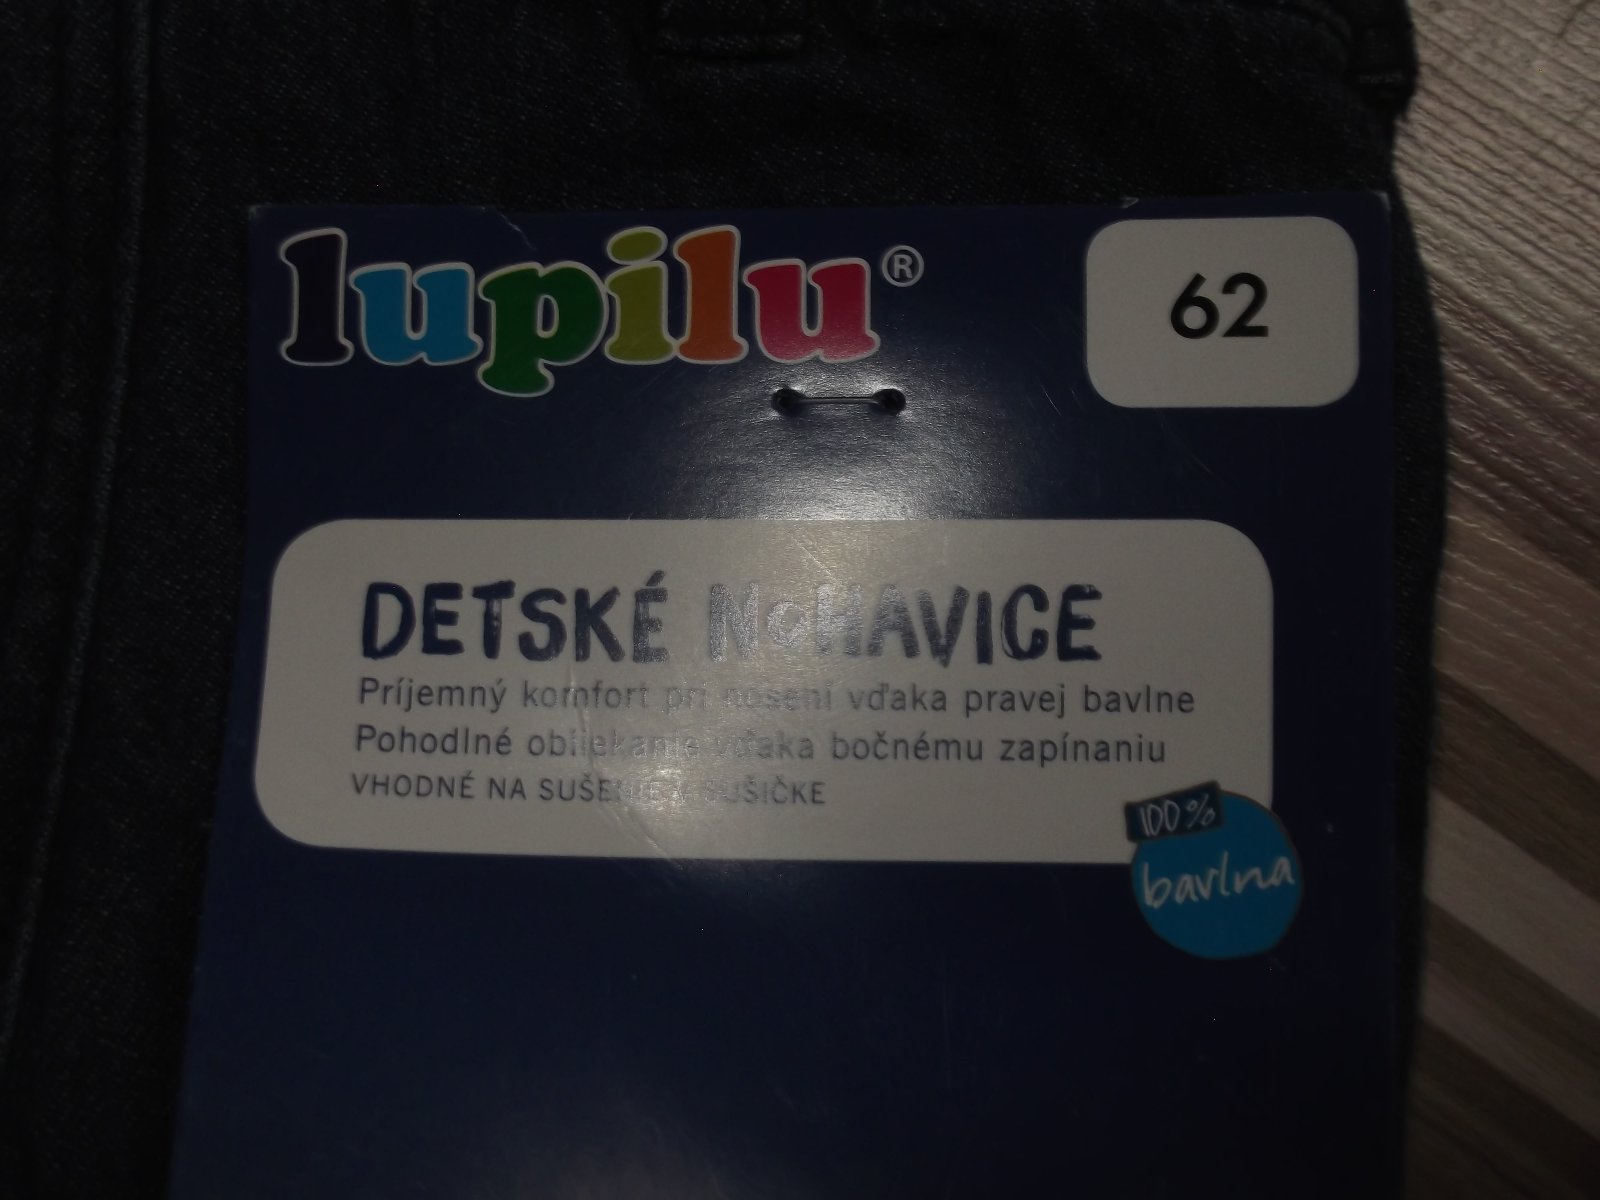 lupilu®
62
DETSKÉ NOHAVICE
Príjemný komfort pri nosení vďaka pravej bavlne
Pohodlné obliekanie vďaka bočnému zapínaniu
VHODNÉ NA SUŠENIE V SUŠIČKE
100%
bavlna